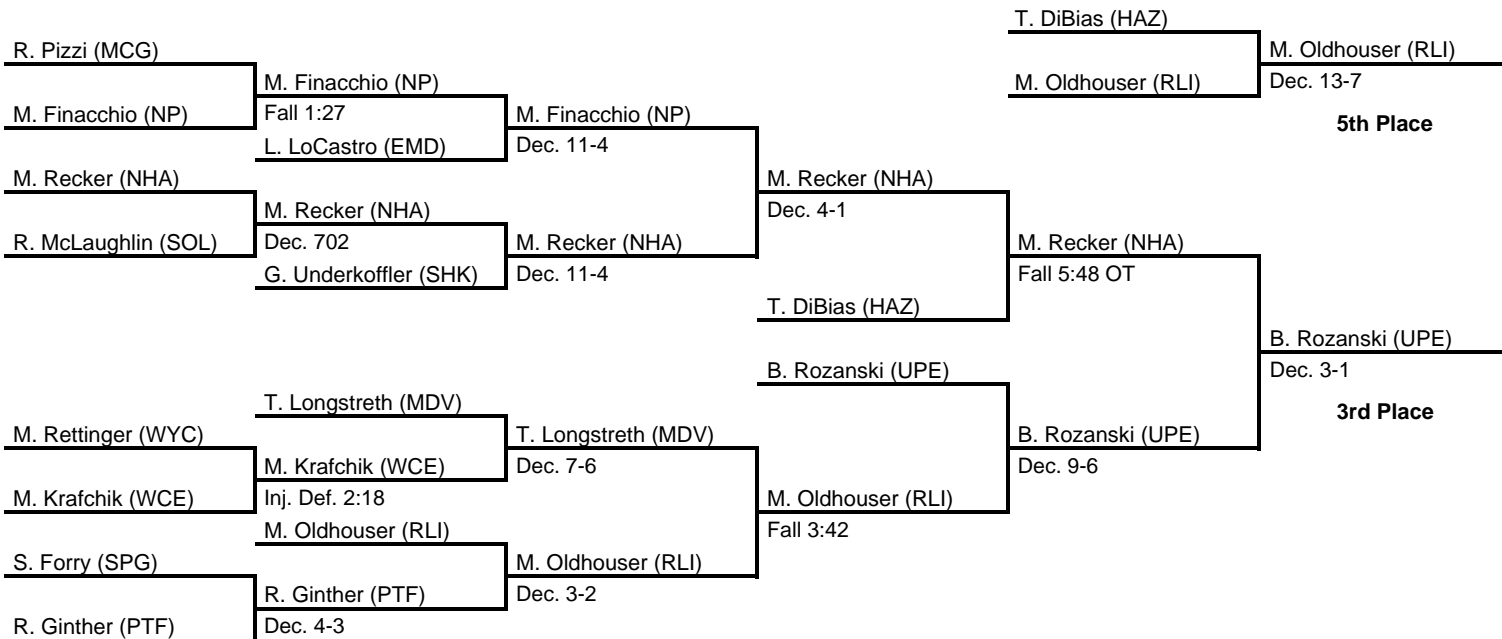 T. DiBias (HAZ)
R. Pizzi (MCG)
M. Oldhouser (RLI)
M. Finacchio (NP)
M. Oldhouser (RLI)
Dec. 13-7
M. Finacchio (NP)
Fall 1:27
M. Finacchio (NP)
5th Place
L. LoCastro (EMD)
Dec. 11-4
M. Recker (NHA)
M. Recker (NHA)
M. Recker (NHA)
Dec. 4-1
R. McLaughlin (SOL)
Dec. 702
M. Recker (NHA)
M. Recker (NHA)
G. Underkoffler (SHK)
Dec. 11-4
Fall 5:48 OT
T. DiBias (HAZ)
B. Rozanski (UPE)
B. Rozanski (UPE)
Dec. 3-1
T. Longstreth (MDV)
3rd Place
M. Rettinger (WYC)
T. Longstreth (MDV)
B. Rozanski (UPE)
M. Krafchik (WCE)
Dec. 7-6
Dec. 9-6
M. Krafchik (WCE)
Inj. Def. 2:18
M. Oldhouser (RLI)
M. Oldhouser (RLI)
Fall 3:42
S. Forry (SPG)
M. Oldhouser (RLI)
R. Ginther (PTF)
Dec. 3-2
R. Ginther (PTF)
Dec. 4-3